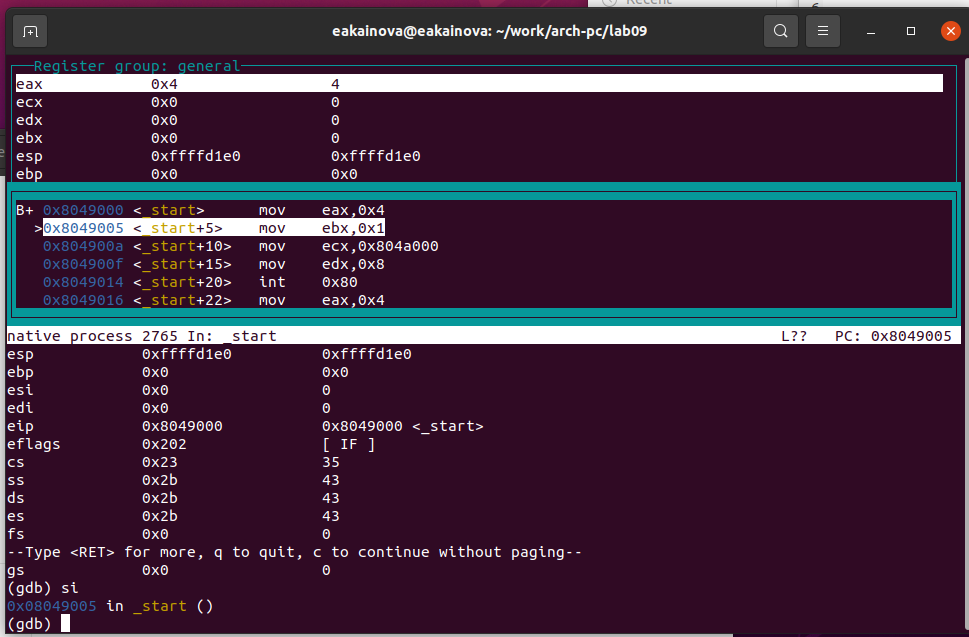 Recent
eakainova@eakainova: ~/work/arch-pc/lab09
Register group: general
eax 0x4 4
ecx 0x0 0
edx 0x0 0
ebx 0x0 0
esp 0xffffd1e0 0xffffd1e0
ebp 0x0 0x0
B+ 0x8049000 <_start> mov eax,0x4
>0x8049005 <_start+5> mov ebx,0x1
0x804900a <_start+10> mov ecx,0x804a000
0x804900f <_start+15> mov edx,0x8
0x8049014 <_start+20> int 0x80
0x8049016 <_start+22> mov eax,0x4
native process 2765 In: _start L?? PC: 0x8049005
esp 0xffffd1e0 0xffffd1e0
ebp 0x0 0x0
esi 0x0 0
edi 0x0 0
eip 0x8049000 0x8049000 <_start>
eflags 0x202 [ IF ]
cs 0x23 35
ss 0x2b 43
ds 0x2b 43
es 0x2b 43
fs 0x0 0
--Type <RET> for more, q to quit, c to continue without paging--
gs 0x0 0
(gdb) si
0x08049005 in _start ()
(gdb)